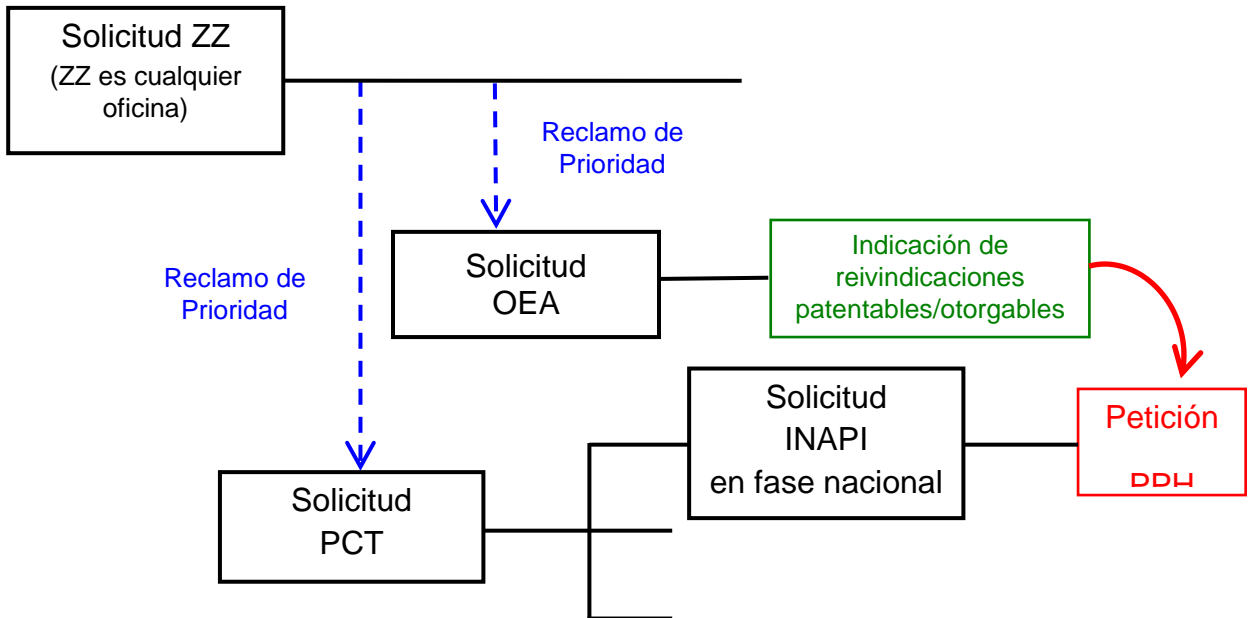 Solicitud ZZ
(ZZ es cualquier
oficina)
Reclamo de
Prioridad
Reclamo de
Prioridad
Solicitud
OEA
Indicación de
reivindicaciones
patentables/otorgables
Solicitud
INAPI
en fase nacional
Petición
Solicitud
PCT